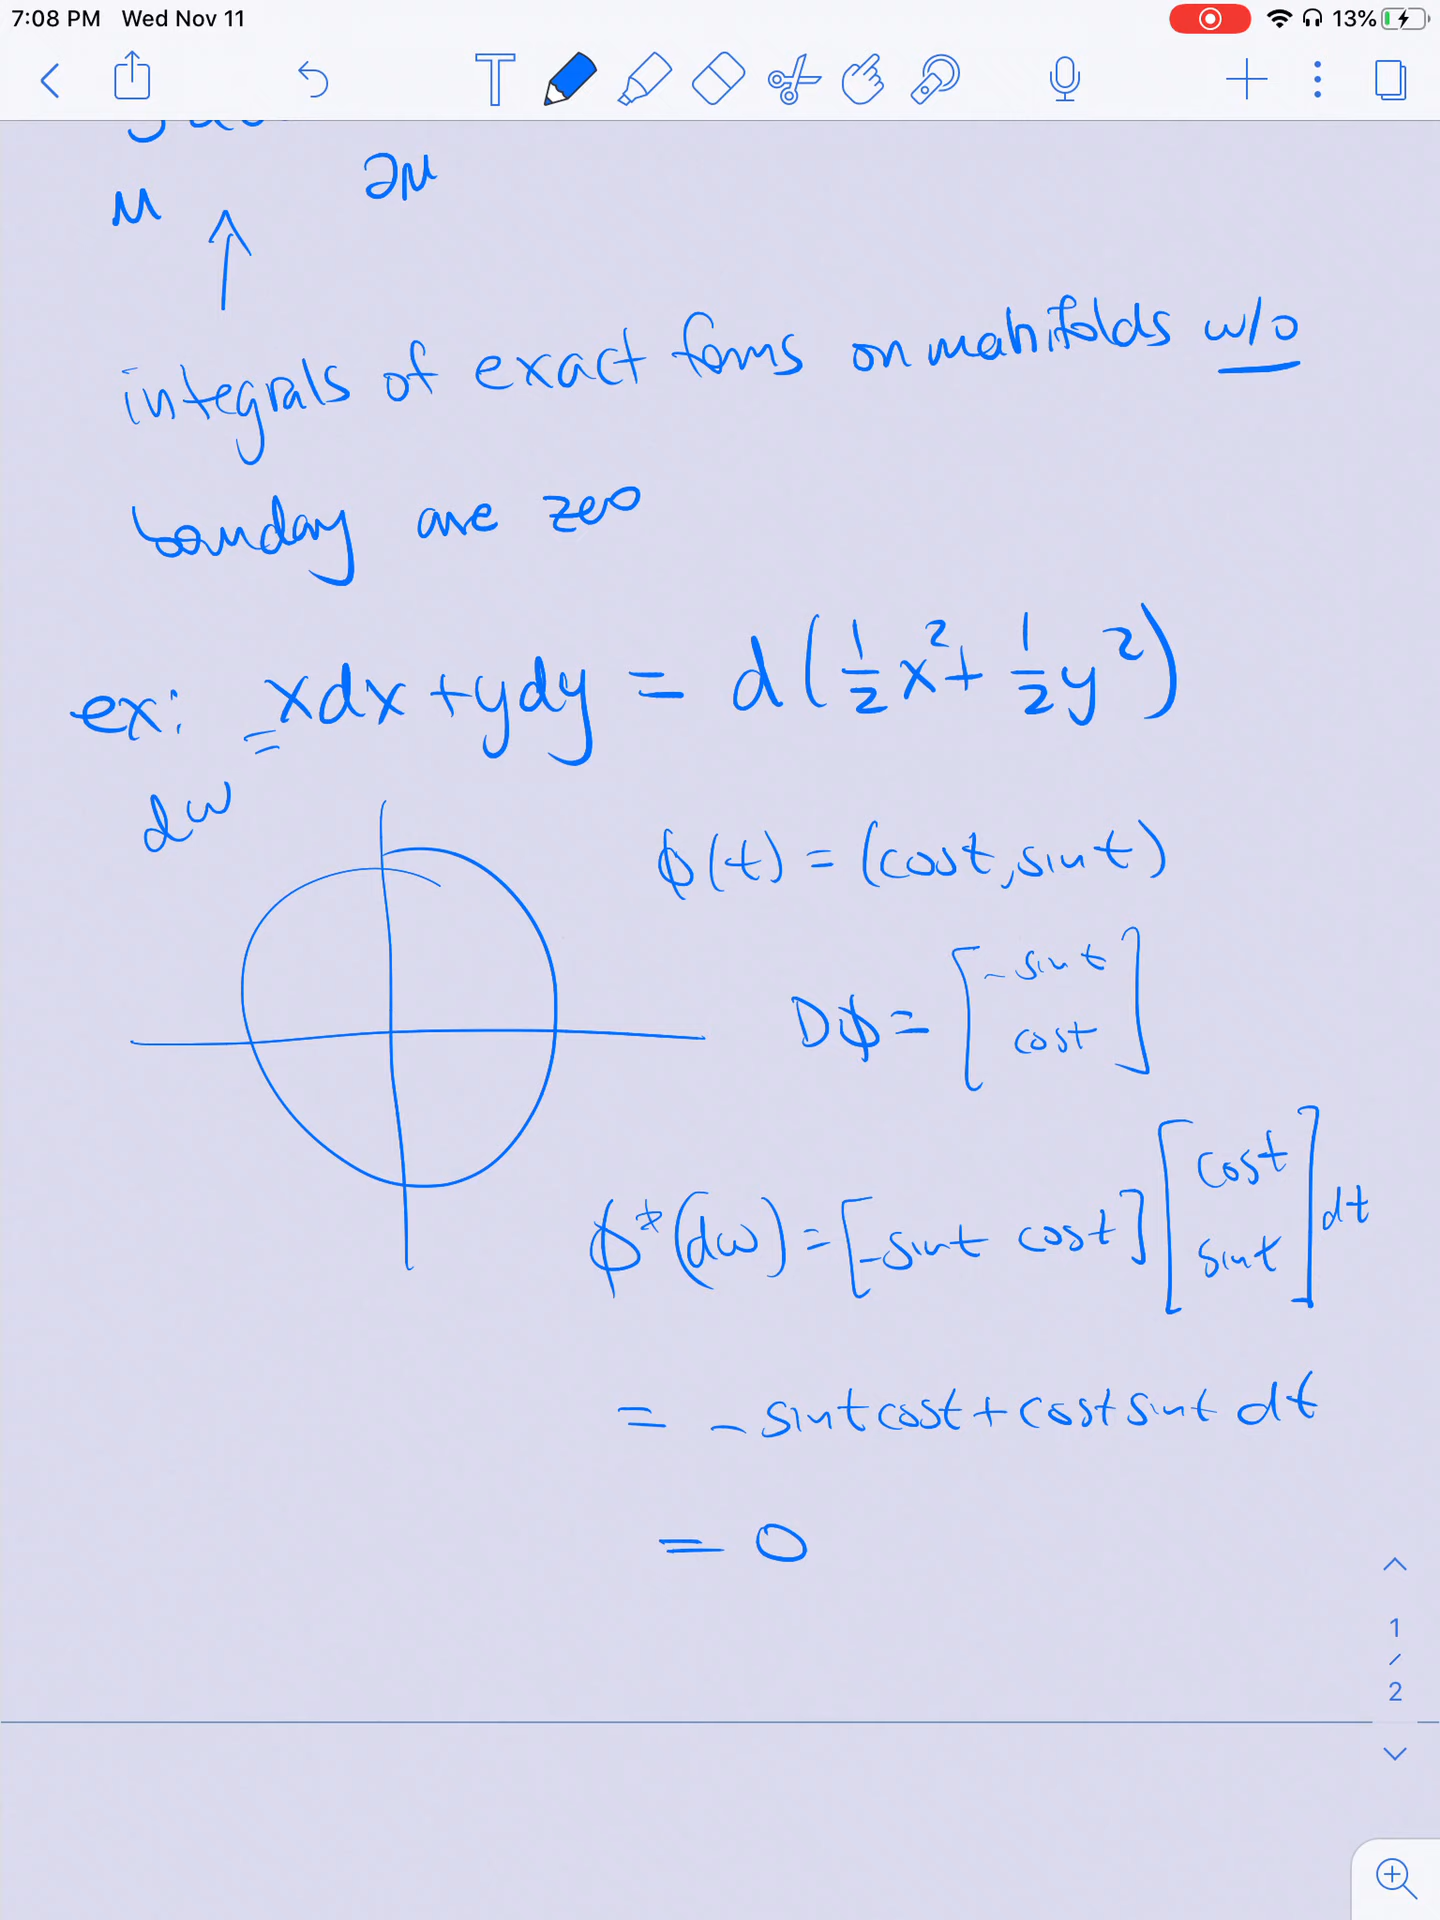 7:08 PM Wed Nov 11 13%
T
M ∂M
↑
integrals of exact forms on manifolds w/o
boundary are zero
ex: xdx + ydy = d(½x² + ½y²)
=
dω
ϕ(t) = (cost, sint)
Dϕ = [-sint
cost]
ϕ*(dω) = [-sint cost] [cost
sint] dt
= -sintcost + costsint dt
= 0
1
/
2